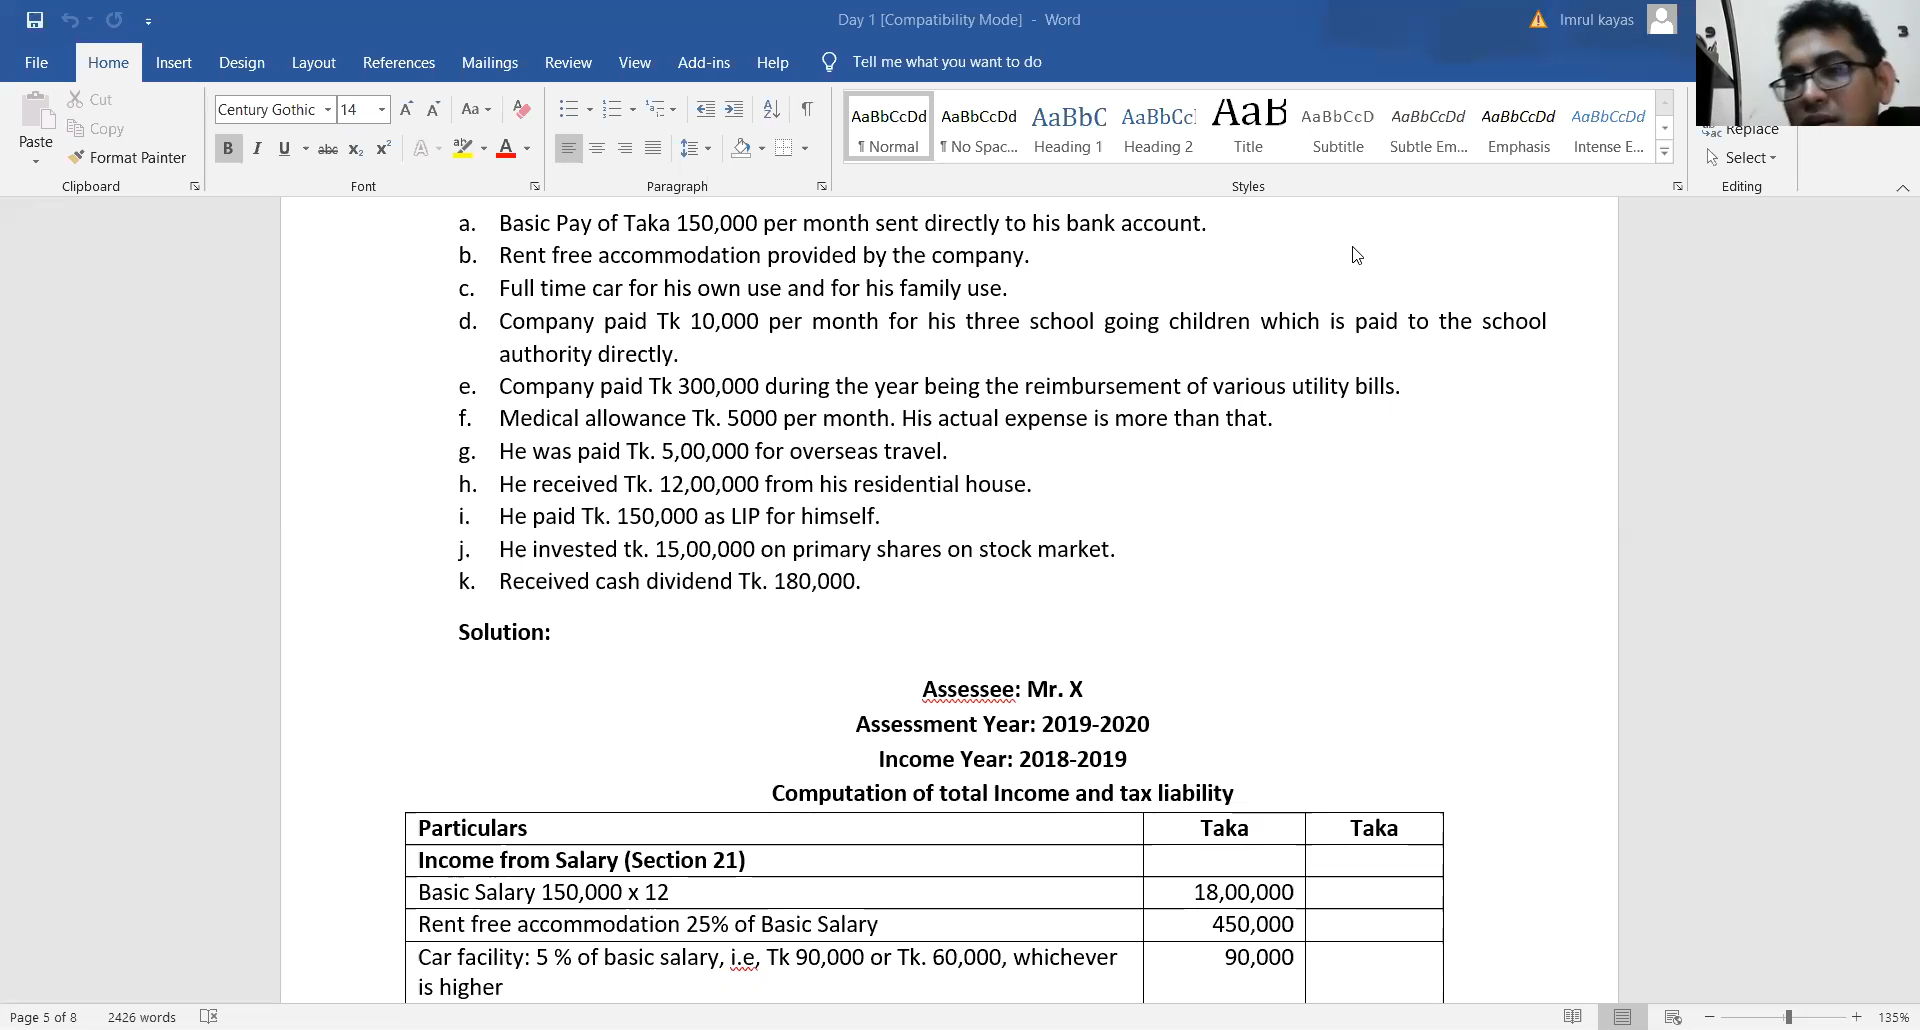 Day 1 [Compatibility Mode] - Word
Imrul kayas
File Home Insert Design Layout References Mailings Review View Add-ins Help Tell me what you want to do
Paste
Cut
Copy
Format Painter
Clipboard
Century Gothic 14
Aa
B I U abc x₂ x² A ab A
Font
Paragraph
AaBbCcDd AaBbCcDd AaBbC AaBbCcI AaB AaBbCcD AaBbCcDd AaBbCcDd AaBbCcDd
¶ Normal ¶ No Spac... Heading 1 Heading 2 Title Subtitle Subtle Em... Emphasis Intense E...
Styles
Replace
Select
Editing
9 3
a. Basic Pay of Taka 150,000 per month sent directly to his bank account.
b. Rent free accommodation provided by the company.
c. Full time car for his own use and for his family use.
d. Company paid Tk 10,000 per month for his three school going children which is paid to the school
authority directly.
e. Company paid Tk 300,000 during the year being the reimbursement of various utility bills.
f. Medical allowance Tk. 5000 per month. His actual expense is more than that.
g. He was paid Tk. 5,00,000 for overseas travel.
h. He received Tk. 12,00,000 from his residential house.
i. He paid Tk. 150,000 as LIP for himself.
j. He invested tk. 15,00,000 on primary shares on stock market.
k. Received cash dividend Tk. 180,000.
Solution:
Assessee: Mr. X
Assessment Year: 2019-2020
Income Year: 2018-2019
Computation of total Income and tax liability
Particulars Taka Taka
Income from Salary (Section 21)
Basic Salary 150,000 x 12 18,00,000
Rent free accommodation 25% of Basic Salary 450,000
Car facility: 5 % of basic salary, i.e, Tk 90,000 or Tk. 60,000, whichever 90,000
is higher
Page 5 of 8 2426 words 135%